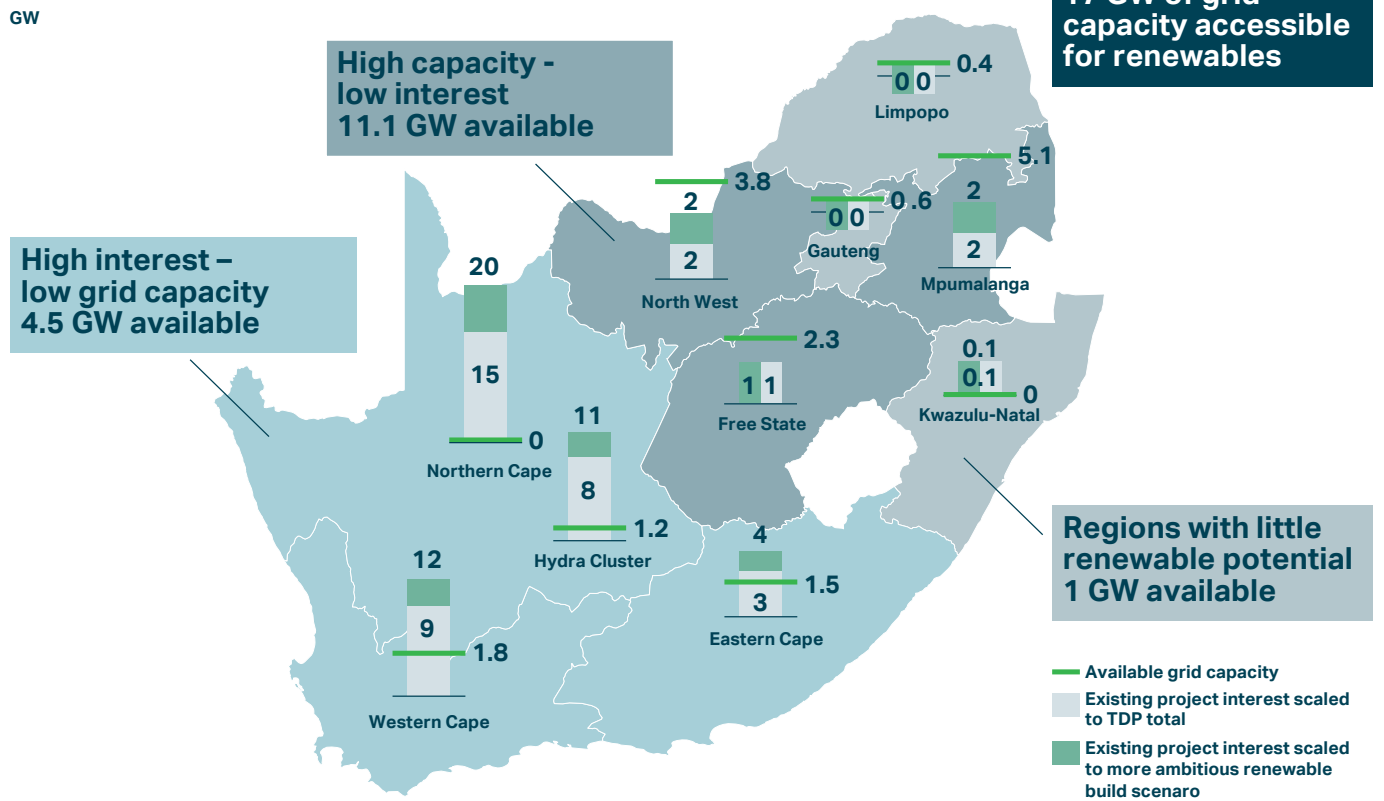 GW
17 GW of grid
capacity accessible
for renewables
High capacity -
low interest
11.1 GW available
High interest –
low grid capacity
4.5 GW available
0.4
0 0
Limpopo
5.1
2
2
Mpumalanga
3.8
2
2
North West
0.6
0 0
Gauteng
20
15
0
Northern Cape
2.3
1 1
Free State
0.1
0.1
0
Kwazulu-Natal
11
8
1.2
Hydra Cluster
12
9
1.8
Western Cape
4
1.5
3
Eastern Cape
Regions with little
renewable potential
1 GW available
Available grid capacity
Existing project interest scaled
to TDP total
Existing project interest scaled
to more ambitious renewable
build scenaro